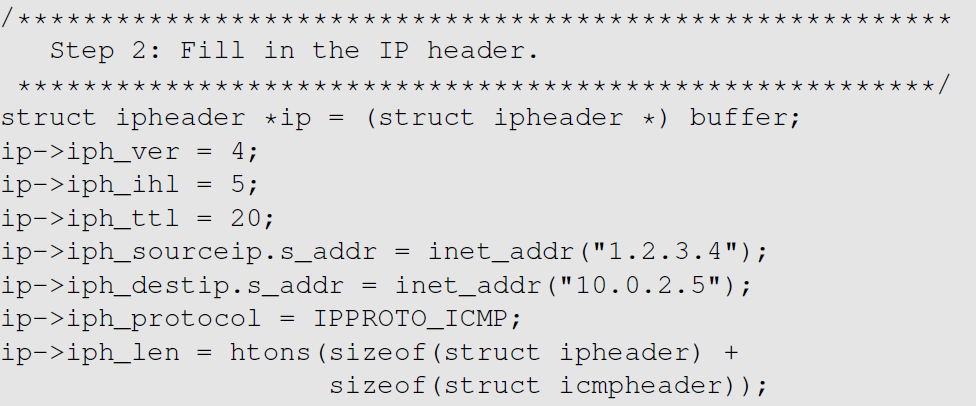 /*********************************************************
   Step 2: Fill in the IP header.
 ********************************************************/
struct ipheader *ip = (struct ipheader *) buffer;
ip->iph_ver = 4;
ip->iph_ihl = 5;
ip->iph_ttl = 20;
ip->iph_sourceip.s_addr = inet_addr("1.2.3.4");
ip->iph_destip.s_addr = inet_addr("10.0.2.5");
ip->iph_protocol = IPPROTO_ICMP;
ip->iph_len = htons(sizeof(struct ipheader) +
                    sizeof(struct icmpheader));